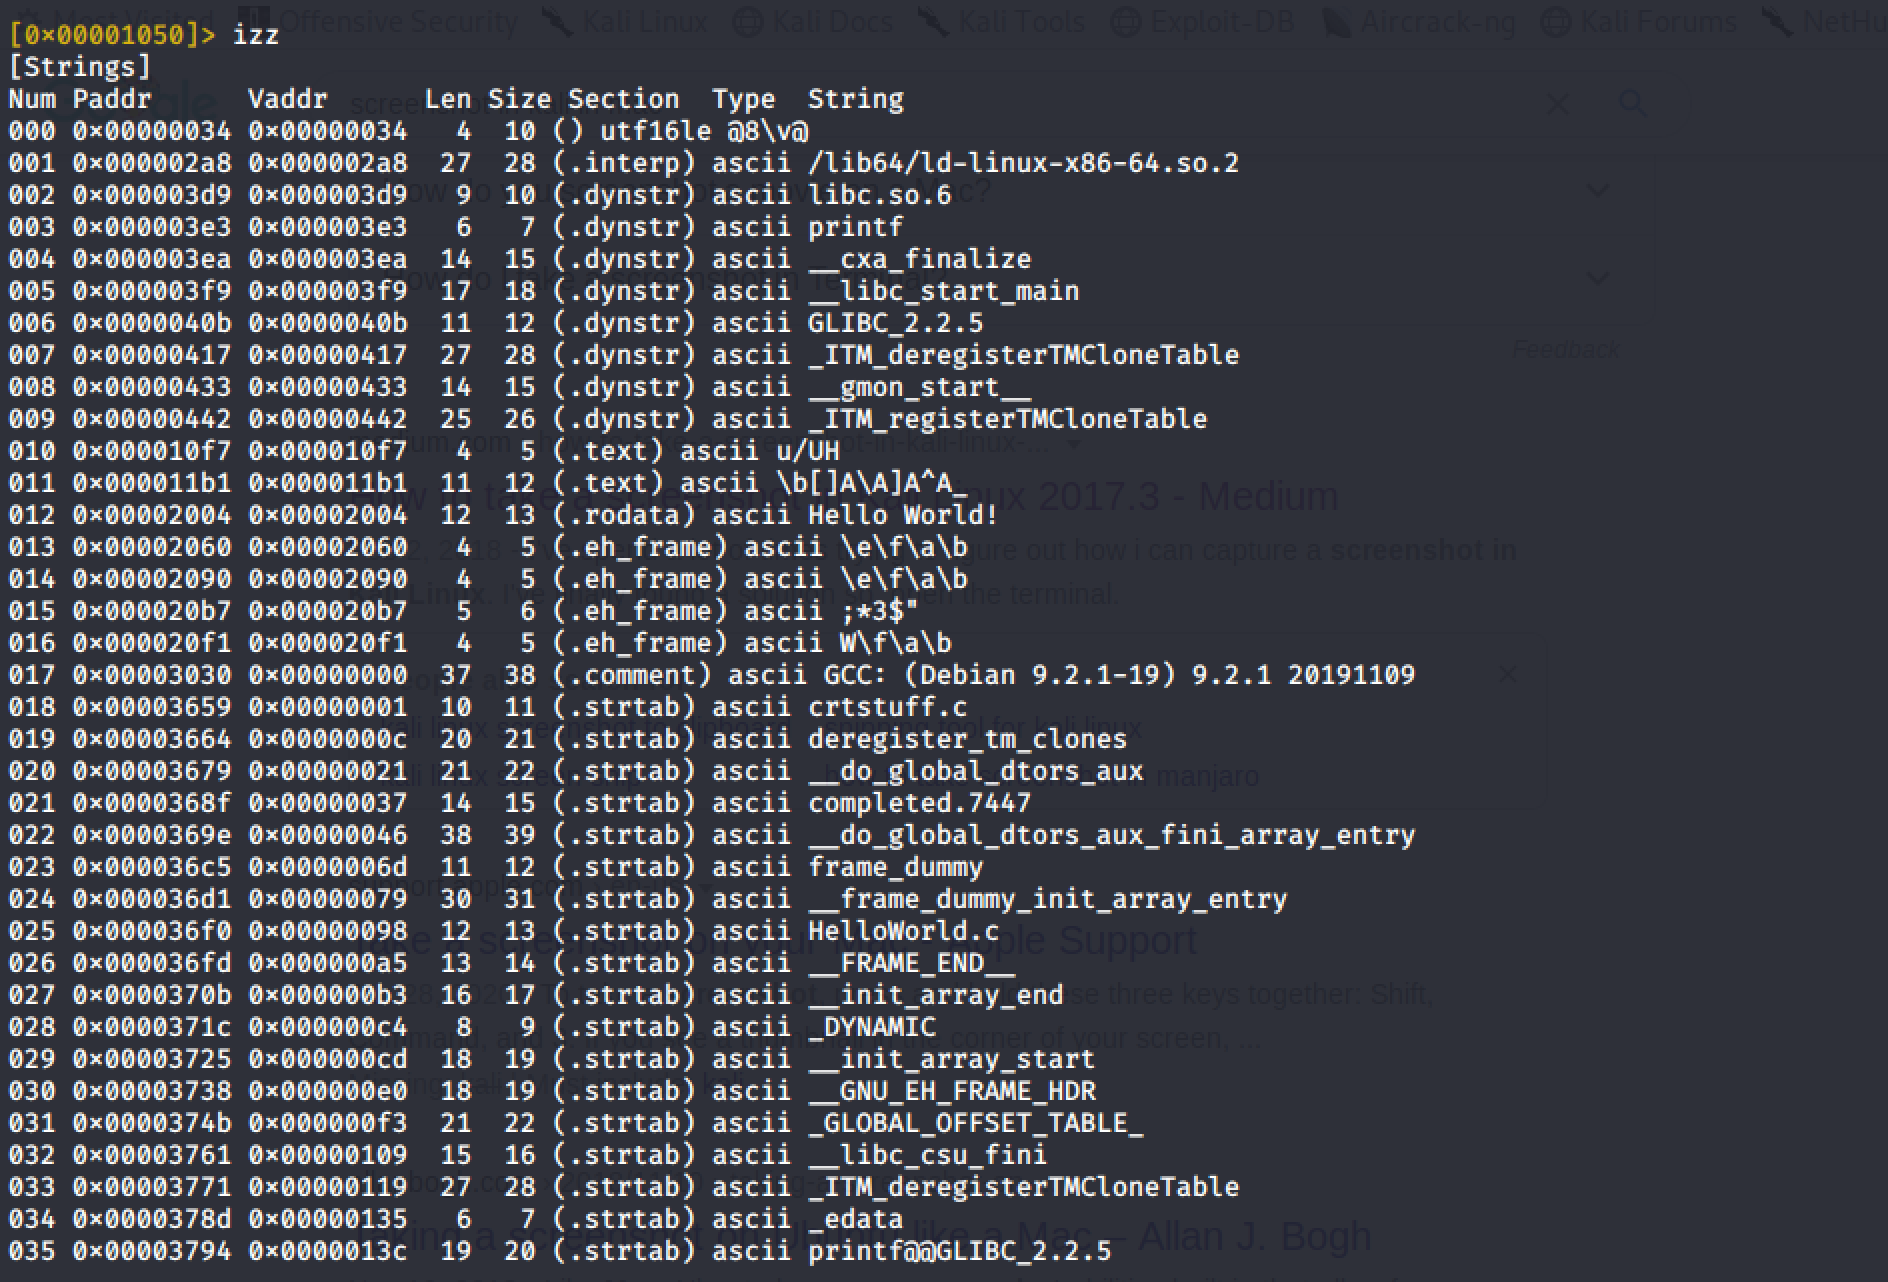 Most Visited Offensive Security Kali Linux Kali Docs Kali Tools Exploit-DB Aircrack-ng Kali Forums NetHu
[0×00001050]> izz
[Strings]
Num Paddr Vaddr Len Size Section Type String
000 0×00000034 0×00000034 4 10 () utf16le @8\v@
001 0×000002a8 0×000002a8 27 28 (.interp) ascii /lib64/ld-linux-x86-64.so.2
002 0×000003d9 0×000003d9 9 10 (.dynstr) ascii libc.so.6
003 0×000003e3 0×000003e3 6 7 (.dynstr) ascii printf
004 0×000003ea 0×000003ea 14 15 (.dynstr) ascii __cxa_finalize
005 0×000003f9 0×000003f9 17 18 (.dynstr) ascii __libc_start_main
006 0×0000040b 0×0000040b 11 12 (.dynstr) ascii GLIBC_2.2.5
007 0×00000417 0×00000417 27 28 (.dynstr) ascii _ITM_deregisterTMCloneTable
Feedback
008 0×00000433 0×00000433 14 15 (.dynstr) ascii __gmon_start__
009 0×00000442 0×00000442 25 26 (.dynstr) ascii _ITM_registerTMCloneTable
010 0×000010f7 0×000010f7 4 5 (.text) ascii u/UH
011 0×000011b1 0×000011b1 11 12 (.text) ascii \b[]A\A]A^A_
012 0×00002004 0×00002004 12 13 (.rodata) ascii Hello World!
013 0×00002060 0×00002060 4 5 (.eh_frame) ascii \e\f\a\b
014 0×00002090 0×00002090 4 5 (.eh_frame) ascii \e\f\a\b
015 0×000020b7 0×000020b7 5 6 (.eh_frame) ascii ;*3$"
016 0×000020f1 0×000020f1 4 5 (.eh_frame) ascii W\f\a\b
017 0×00003030 0×00000000 37 38 (.comment) ascii GCC: (Debian 9.2.1-19) 9.2.1 20191109
018 0×00003659 0×00000001 10 11 (.strtab) ascii crtstuff.c
019 0×00003664 0×0000000c 20 21 (.strtab) ascii deregister_tm_clones
020 0×00003679 0×00000021 21 22 (.strtab) ascii __do_global_dtors_aux
021 0×0000368f 0×00000037 14 15 (.strtab) ascii completed.7447
022 0×0000369e 0×00000046 38 39 (.strtab) ascii __do_global_dtors_aux_fini_array_entry
023 0×000036c5 0×0000006d 11 12 (.strtab) ascii frame_dummy
024 0×000036d1 0×00000079 30 31 (.strtab) ascii __frame_dummy_init_array_entry
025 0×000036f0 0×00000098 12 13 (.strtab) ascii HelloWorld.c
026 0×000036fd 0×000000a5 13 14 (.strtab) ascii __FRAME_END__
027 0×0000370b 0×000000b3 16 17 (.strtab) ascii __init_array_end
028 0×0000371c 0×000000c4 8 9 (.strtab) ascii _DYNAMIC
029 0×00003725 0×000000cd 18 19 (.strtab) ascii __init_array_start
030 0×00003738 0×000000e0 18 19 (.strtab) ascii __GNU_EH_FRAME_HDR
031 0×0000374b 0×000000f3 21 22 (.strtab) ascii _GLOBAL_OFFSET_TABLE_
032 0×00003761 0×00000109 15 16 (.strtab) ascii __libc_csu_fini
033 0×00003771 0×00000119 27 28 (.strtab) ascii _ITM_deregisterTMCloneTable
034 0×0000378d 0×00000135 6 7 (.strtab) ascii _edata
035 0×00003794 0×0000013c 19 20 (.strtab) ascii printf@@GLIBC_2.2.5